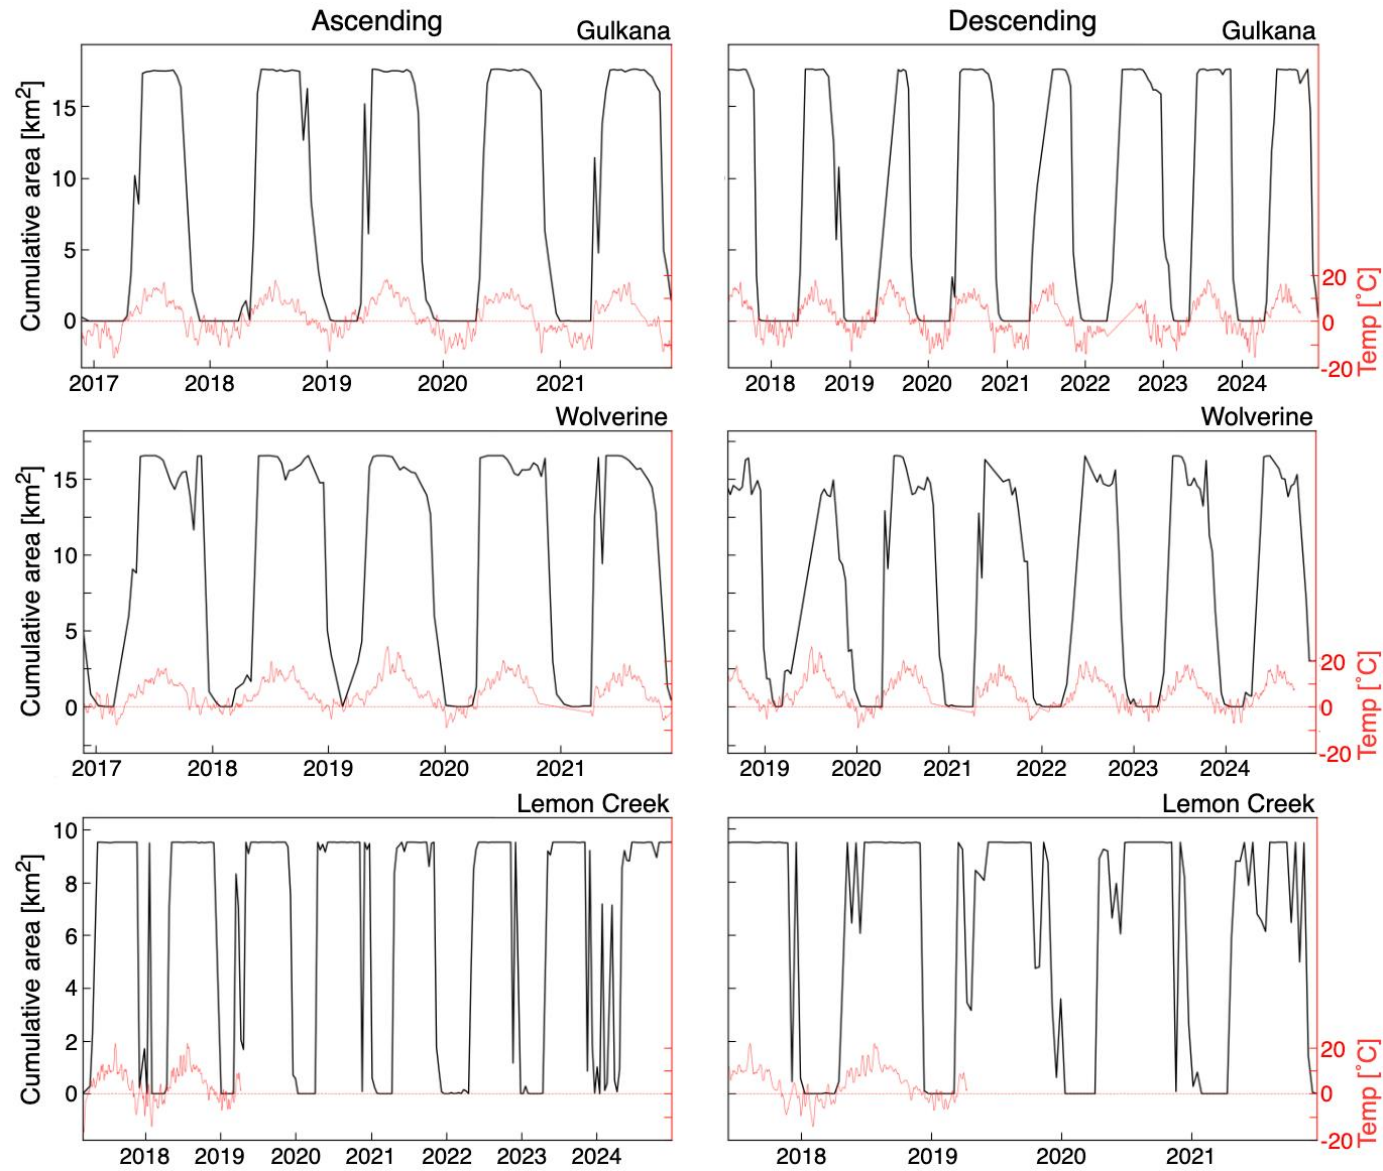 Ascending
Descending
Gulkana
Gulkana
Cumulative area [km²]
15
10
5
0
20
0
-20
Temp [˚C]
2017 2018 2019 2020 2021
2018 2019 2020 2021 2022 2023 2024
Wolverine
Wolverine
Cumulative area [km²]
15
10
5
0
20
0
-20
Temp [˚C]
2017 2018 2019 2020 2021
2019 2020 2021 2022 2023 2024
Lemon Creek
Lemon Creek
Cumulative area [km²]
10
8
6
4
2
0
20
0
-20
Temp [˚C]
2018 2019 2020 2021 2022 2023 2024
2018 2019 2020 2021